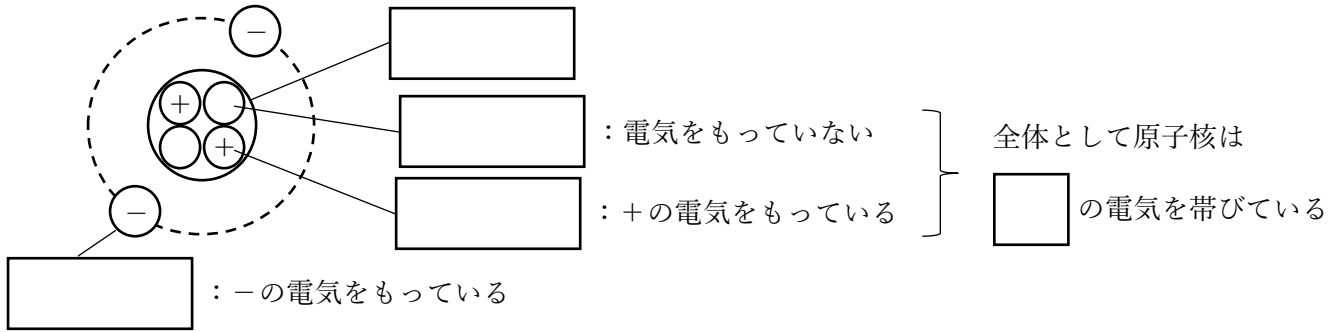 −
+
+
−
：電気をもっていない
：＋の電気をもっている
全体として原子核は
の電気を帯びている
：－の電気をもっている